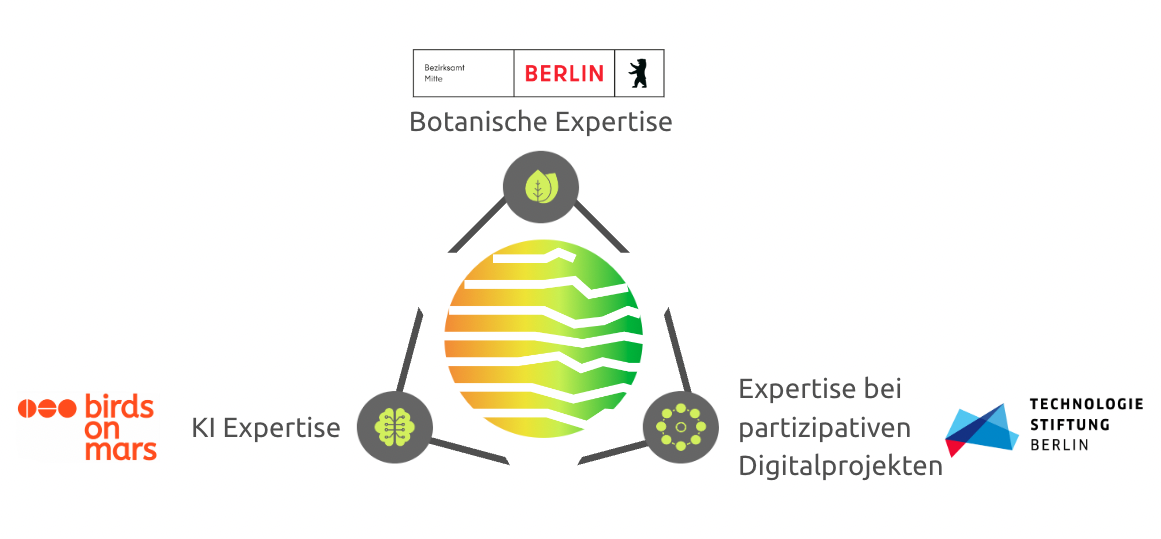 Bezirksamt
Mitte
BERLIN
Botanische Expertise
birds
on
mars
KI Expertise
Expertise bei
partizipativen
Digitalprojekten
TECHNOLOGIE
STIFTUNG
BERLIN